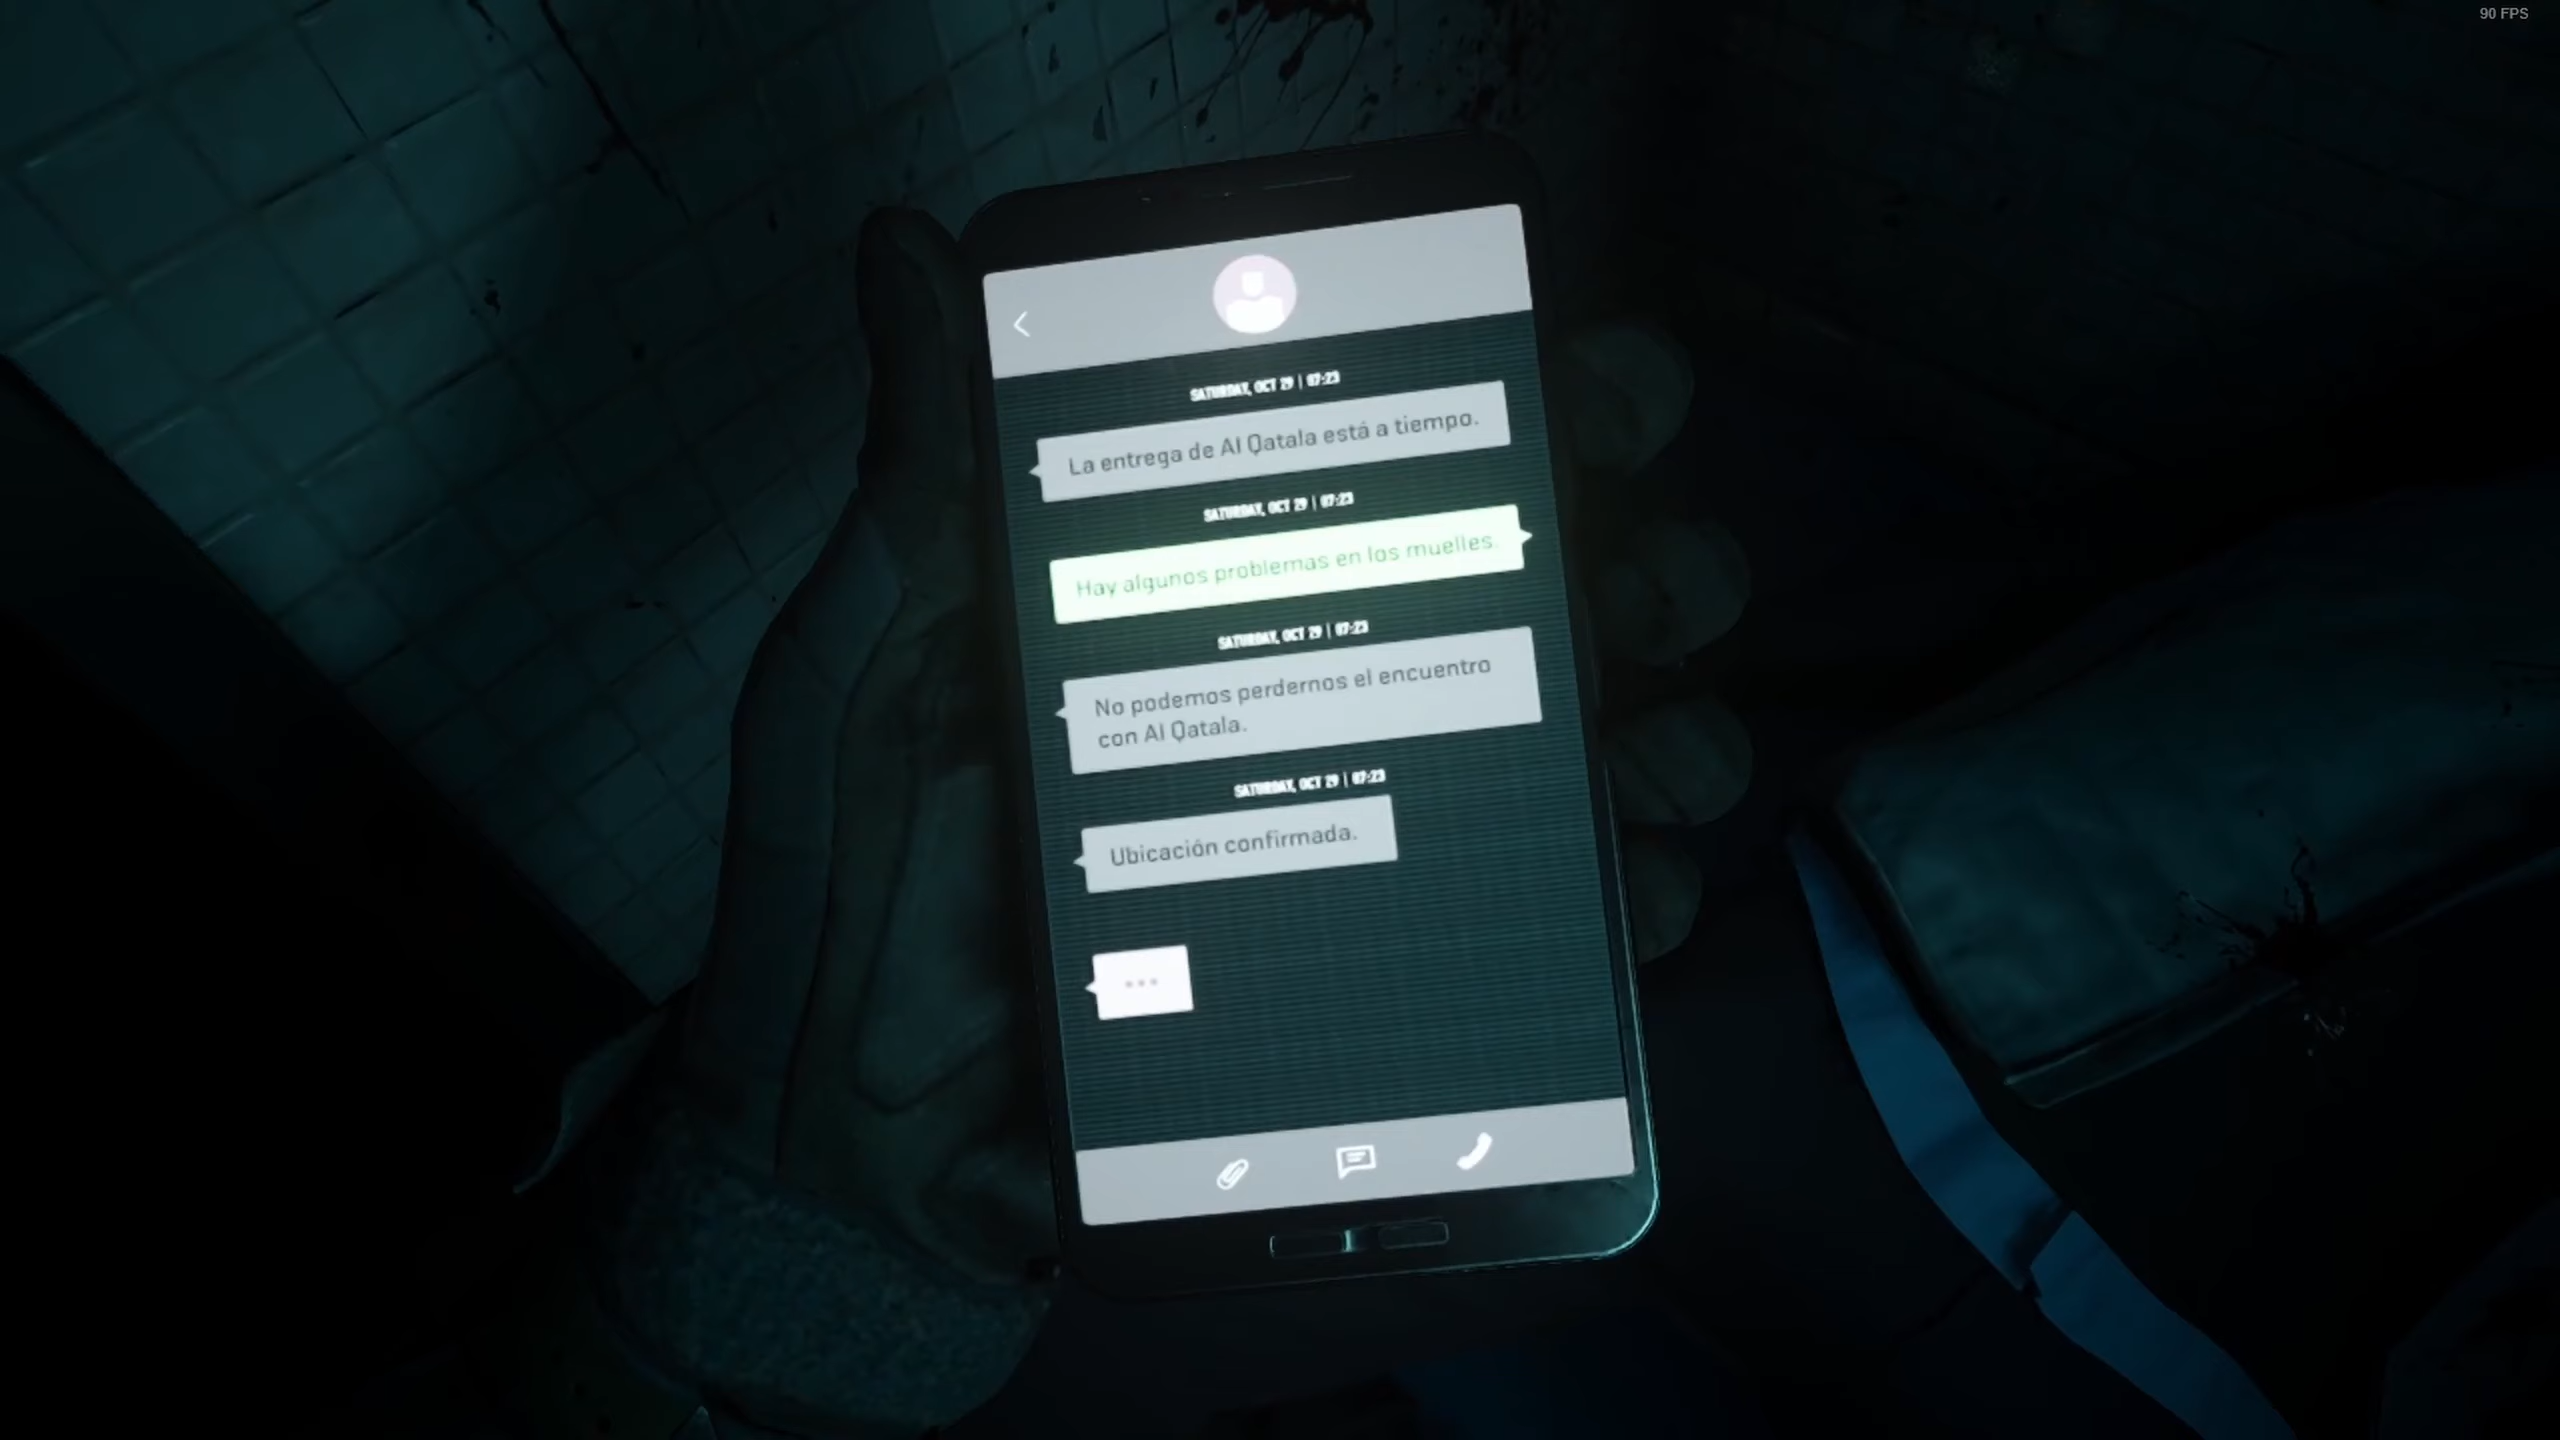 90 FPS
SATURDAY, OCT 29 | 07:23
La entrega de Al Qatala está a tiempo.
SATURDAY, OCT 29 | 07:23
Hay algunos problemas en los muelles.
SATURDAY, OCT 29 | 07:23
No podemos perdernos el encuentro
con Al Qatala.
SATURDAY, OCT 29 | 07:23
Ubicación confirmada.
...